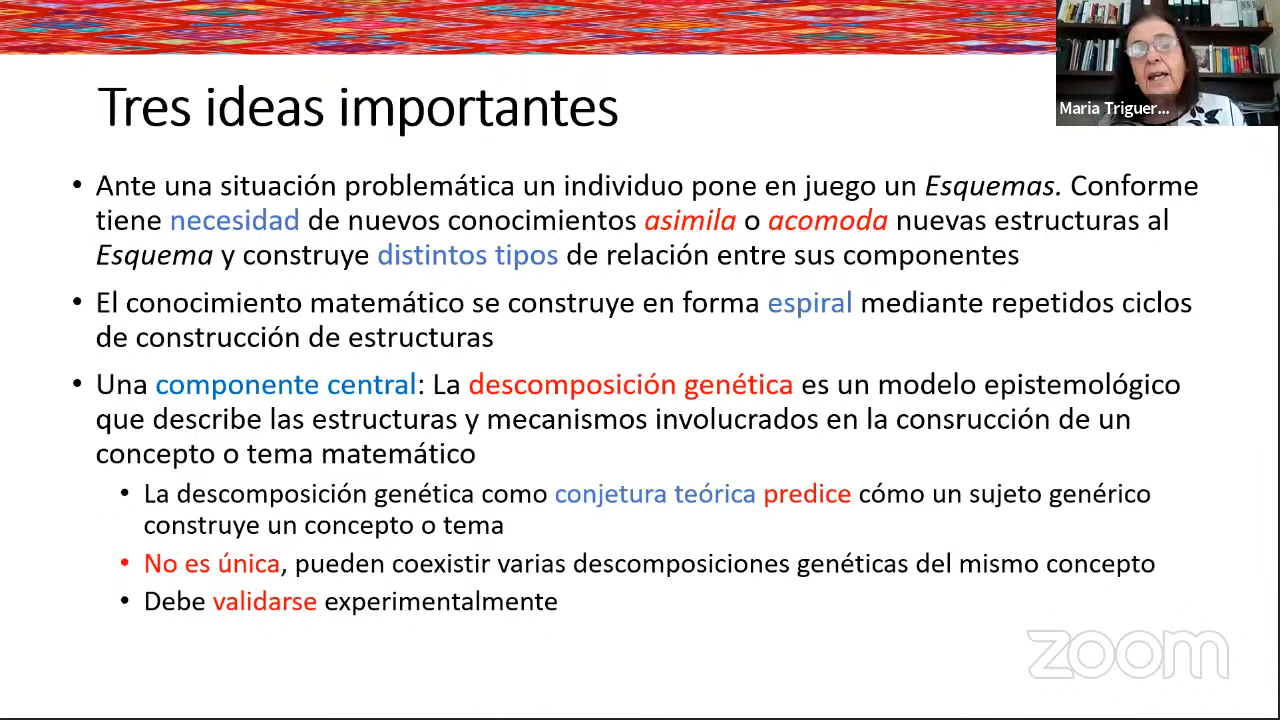 Tres ideas importantes
Maria Triguer...
• Ante una situación problemática un individuo pone en juego un Esquemas. Conforme
tiene necesidad de nuevos conocimientos asimila o acomoda nuevas estructuras al
Esquema y construye distintos tipos de relación entre sus componentes
• El conocimiento matemático se construye en forma espiral mediante repetidos ciclos
de construcción de estructuras
• Una componente central: La descomposición genética es un modelo epistemológico
que describe las estructuras y mecanismos involucrados en la consrucción de un
concepto o tema matemático
• La descomposición genética como conjetura teórica predice cómo un sujeto genérico
construye un concepto o tema
• No es única, pueden coexistir varias descomposiciones genéticas del mismo concepto
• Debe validarse experimentalmente
zoom